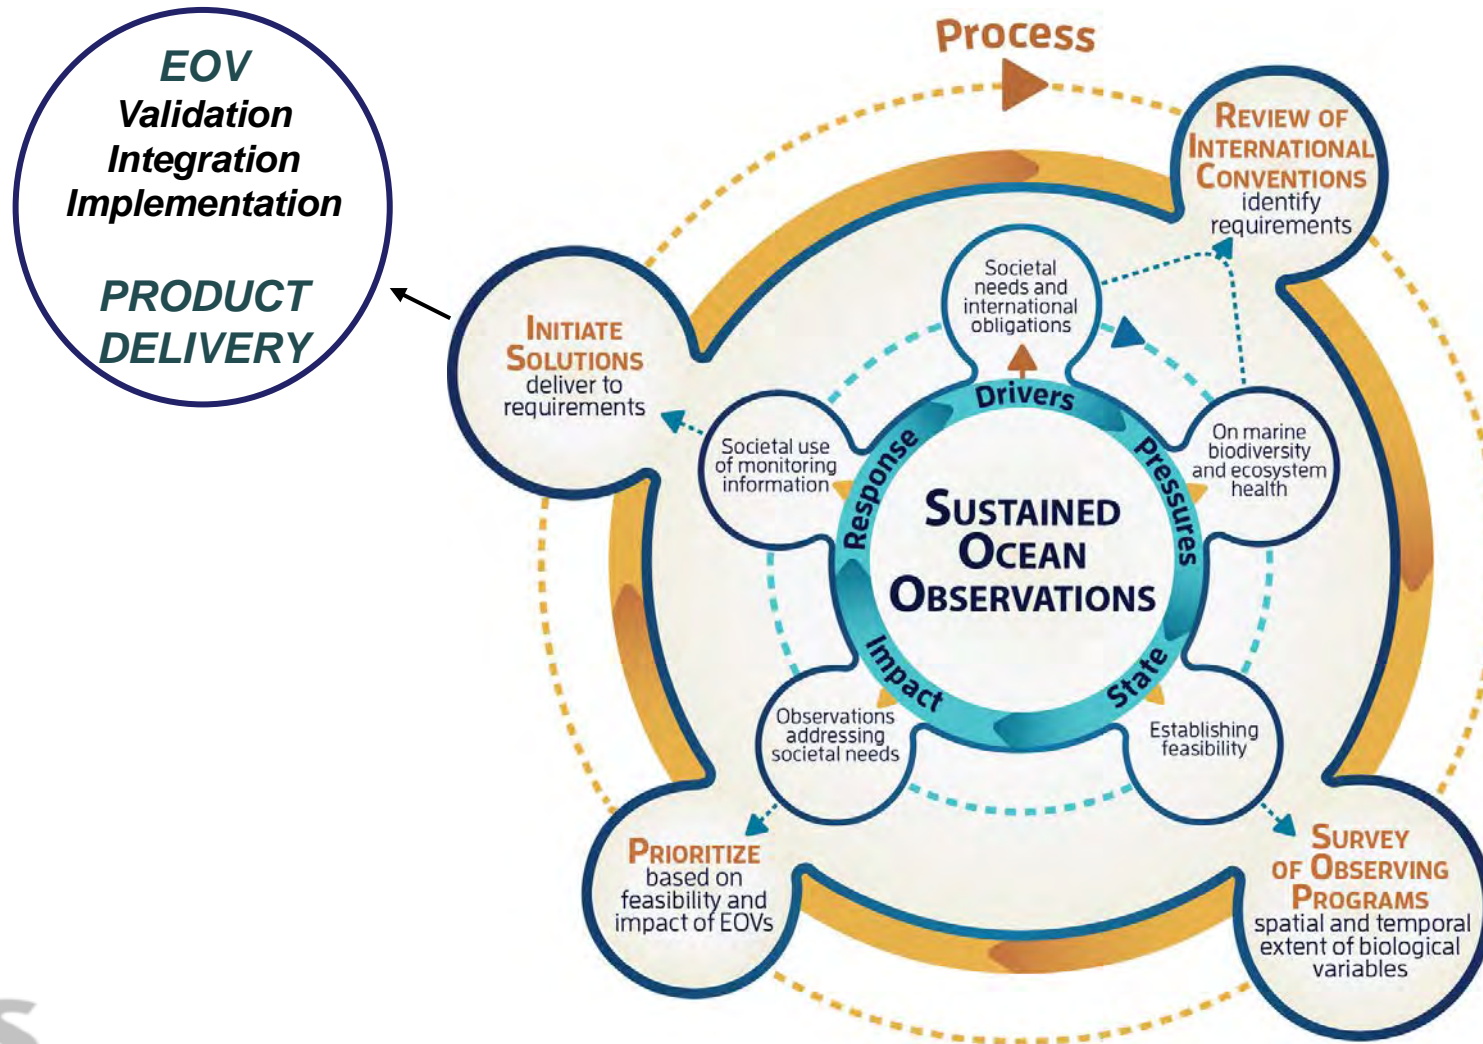 EOV
Validation
Integration
Implementation
PRODUCT
DELIVERY
Process
REVIEW OF
INTERNATIONAL
CONVENTIONS
identify
requirements
Societal
needs and
international
obligations
INITIATE
SOLUTIONS
deliver to
requirements
Societal use
of monitoring
information
On marine
biodiversity
and ecosystem
health
Drivers
Pressures
State
Impact
Response
SUSTAINED
OCEAN
OBSERVATIONS
Observations
addressing
societal needs
Establishing
feasibility
PRIORITIZE
based on
feasibility and
impact of EOVs
SURVEY
OF OBSERVING
PROGRAMS
spatial and temporal
extent of biological
variables